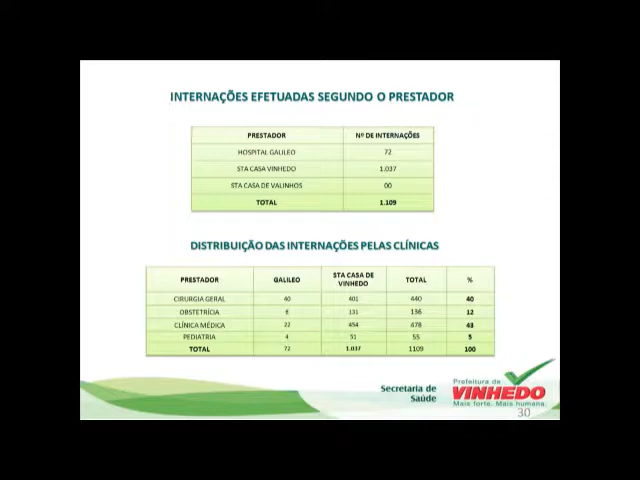 INTERNAÇÕES EFETUADAS SEGUNDO O PRESTADOR
PRESTADOR Nº DE INTERNAÇÕES
HOSPITAL GALILEO 72
STA CASA VINHEDO 1.037
STA CASA DE VALINHOS 00
TOTAL 1.109
DISTRIBUIÇÃO DAS INTERNAÇÕES PELAS CLÍNICAS
PRESTADOR GALILEO STA CASA DE VINHEDO TOTAL %
CIRURGIA GERAL 40 401 440 40
OBSTETRÍCIA 6 131 136 12
CLÍNICA MÉDICA 22 454 478 43
PEDIATRIA 4 51 55 5
TOTAL 72 1.037 1109 100
Secretaria de
Saúde
Prefeitura de
VINHEDO
Mais forte. Mais humana.
30